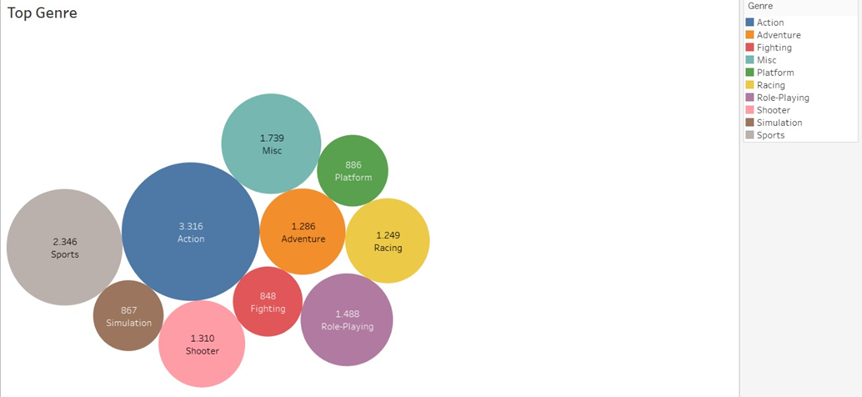 Top Genre
Genre
Action
Adventure
Fighting
Misc
Platform
Racing
Role-Playing
Shooter
Simulation
Sports
1.739
Misc
886
Platform
3.316
Action
1.286
Adventure
1.249
Racing
2.346
Sports
848
Fighting
867
Simulation
1.488
Role-Playing
1.310
Shooter